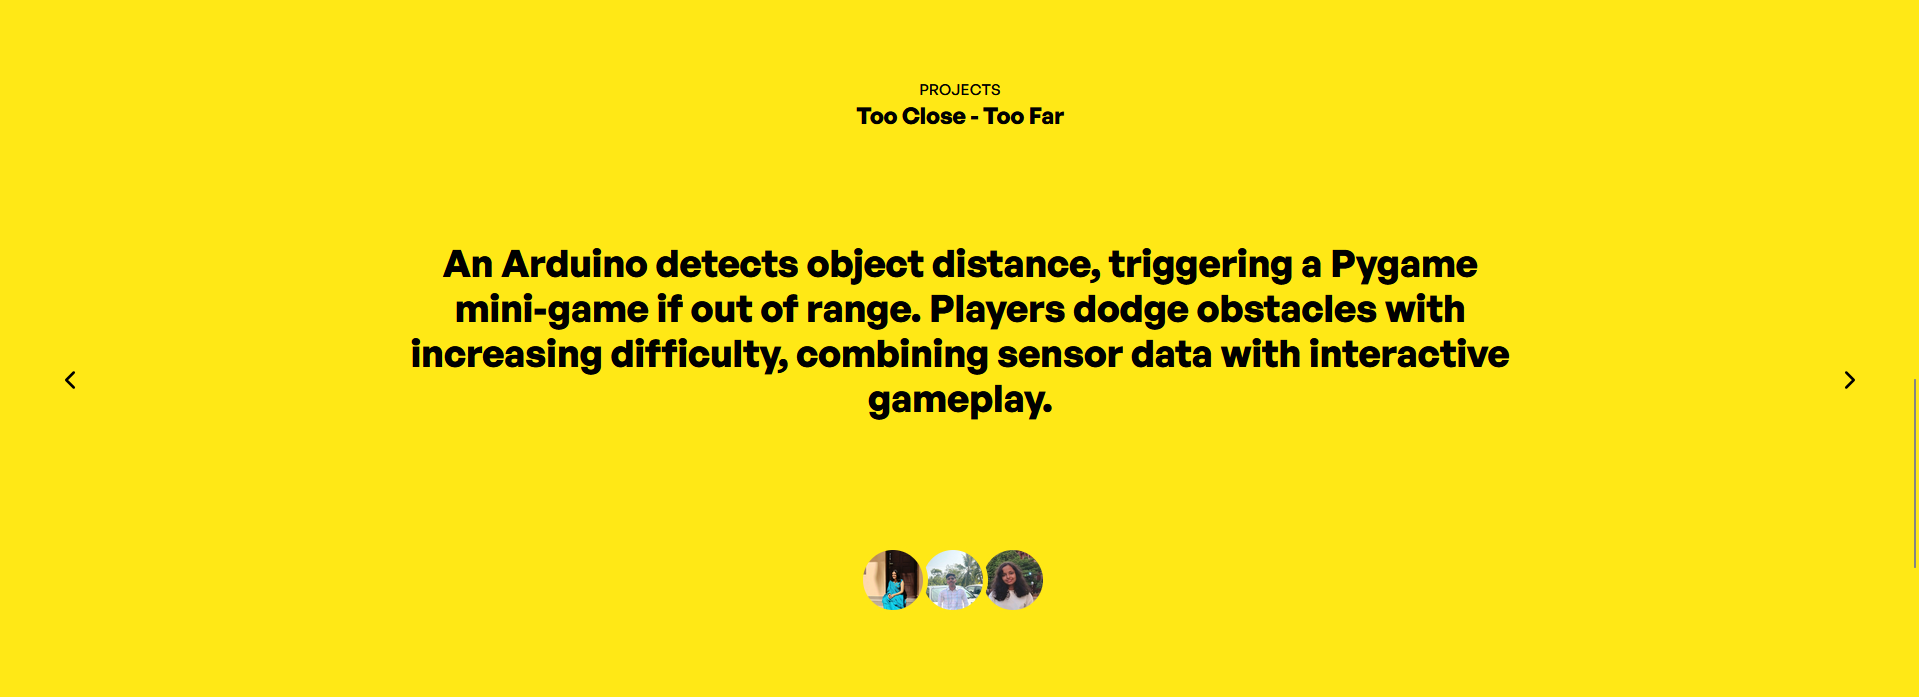 PROJECTS
Too Close - Too Far
An Arduino detects object distance, triggering a Pygame
mini-game if out of range. Players dodge obstacles with
increasing difficulty, combining sensor data with interactive
gameplay.